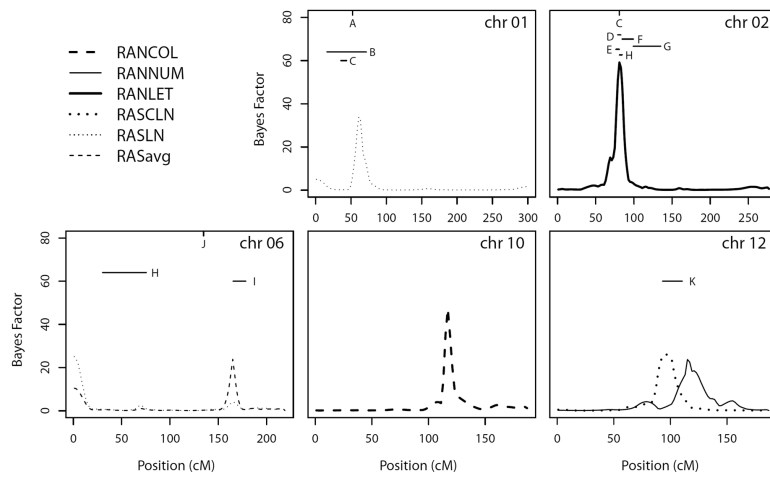 RANCOL
RANNUM
RANLET
RASCLN
RASLN
RASavg
Bayes Factor
80
60
40
20
0
chr 01
A
B
C
0 50 100 150 200 250 300
chr 02
C
D F
E G
H
0 50 100 150 200 250
Bayes Factor
80
60
40
20
0
chr 06
J
H I
0 50 100 150 200
Position (cM)
chr 10
0 50 100 150
Position (cM)
chr 12
K
0 50 100 150
Position (cM)